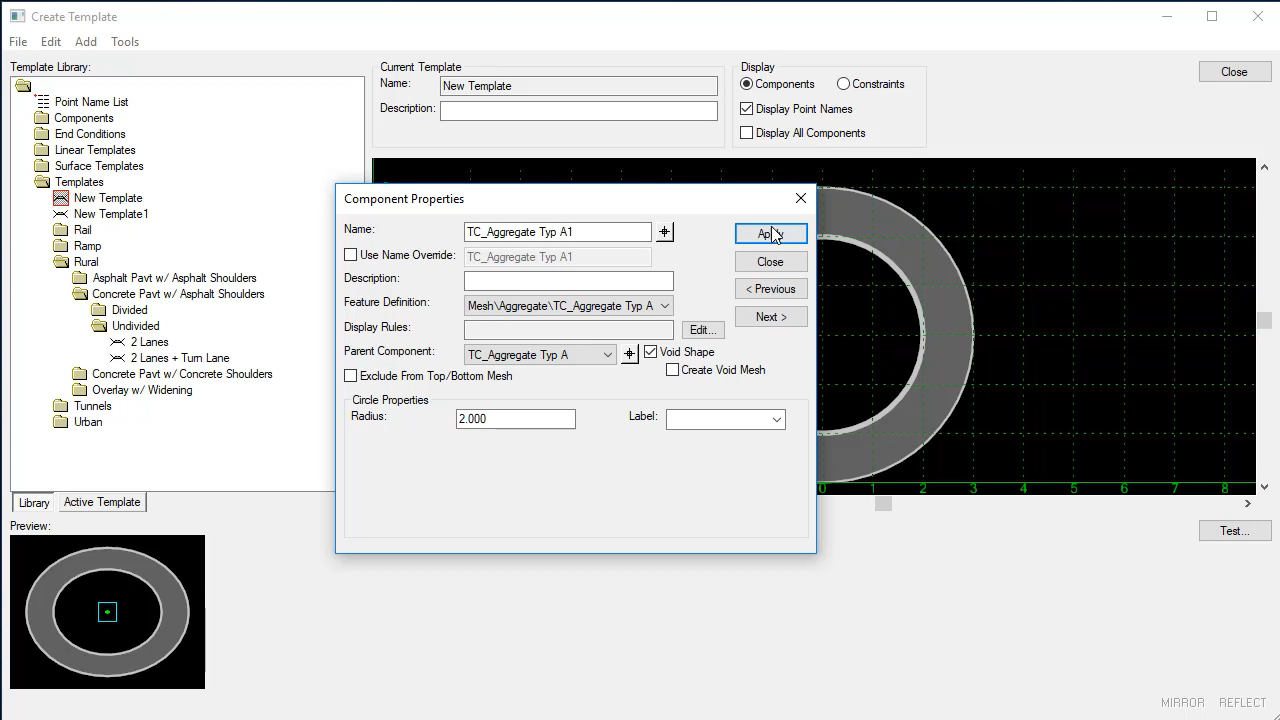 Create Template
File Edit Add Tools
Template Library:
Point Name List
Components
End Conditions
Linear Templates
Surface Templates
Templates
New Template
New Template1
Rail
Ramp
Rural
Asphalt Pavt w/ Asphalt Shoulders
Concrete Pavt w/ Asphalt Shoulders
Divided
Undivided
2 Lanes
2 Lanes + Turn Lane
Concrete Pavt w/ Concrete Shoulders
Overlay w/ Widening
Tunnels
Urban
Library Active Template
Preview:
Current Template
Name: New Template
Description:
Display
Components Constraints
Display Point Names
Display All Components
Close
Component Properties
Name: TC_Aggregate Typ A1
Apply
Use Name Override: TC_Aggregate Typ A1
Close
Description:
< Previous
Feature Definition: Mesh\Aggregate\TC_Aggregate Typ A
Next >
Display Rules: Edit...
Parent Component: TC_Aggregate Typ A Void Shape
Create Void Mesh
Exclude From Top/Bottom Mesh
Circle Properties
Radius: 2.000 Label:
0 1 2 3 4 5 6 7 8
Test...
MIRROR REFLECT